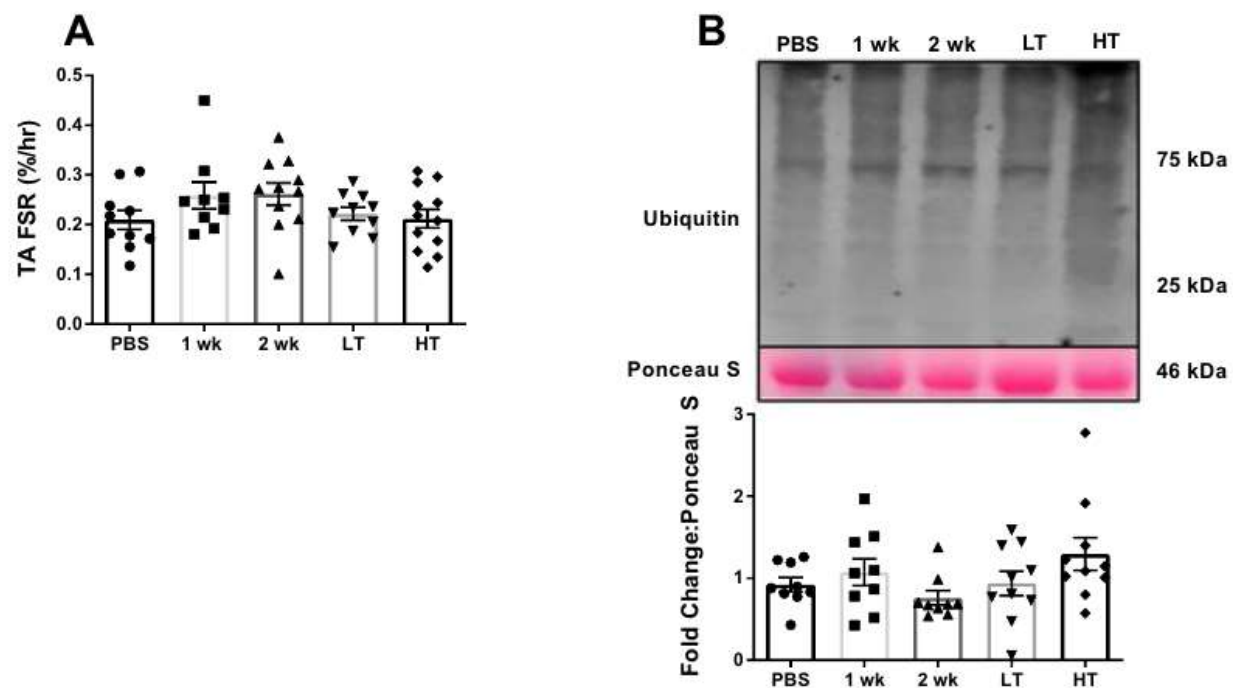 A
TA FSR (%/hr)
0.5
0.4
0.3
0.2
0.1
0.0
PBS 1 wk 2 wk LT HT
B
PBS 1 wk 2 wk LT HT
Ubiquitin
75 kDa
25 kDa
Ponceau S
46 kDa
Fold Change:Ponceau S
3
2
1
0
PBS 1 wk 2 wk LT HT